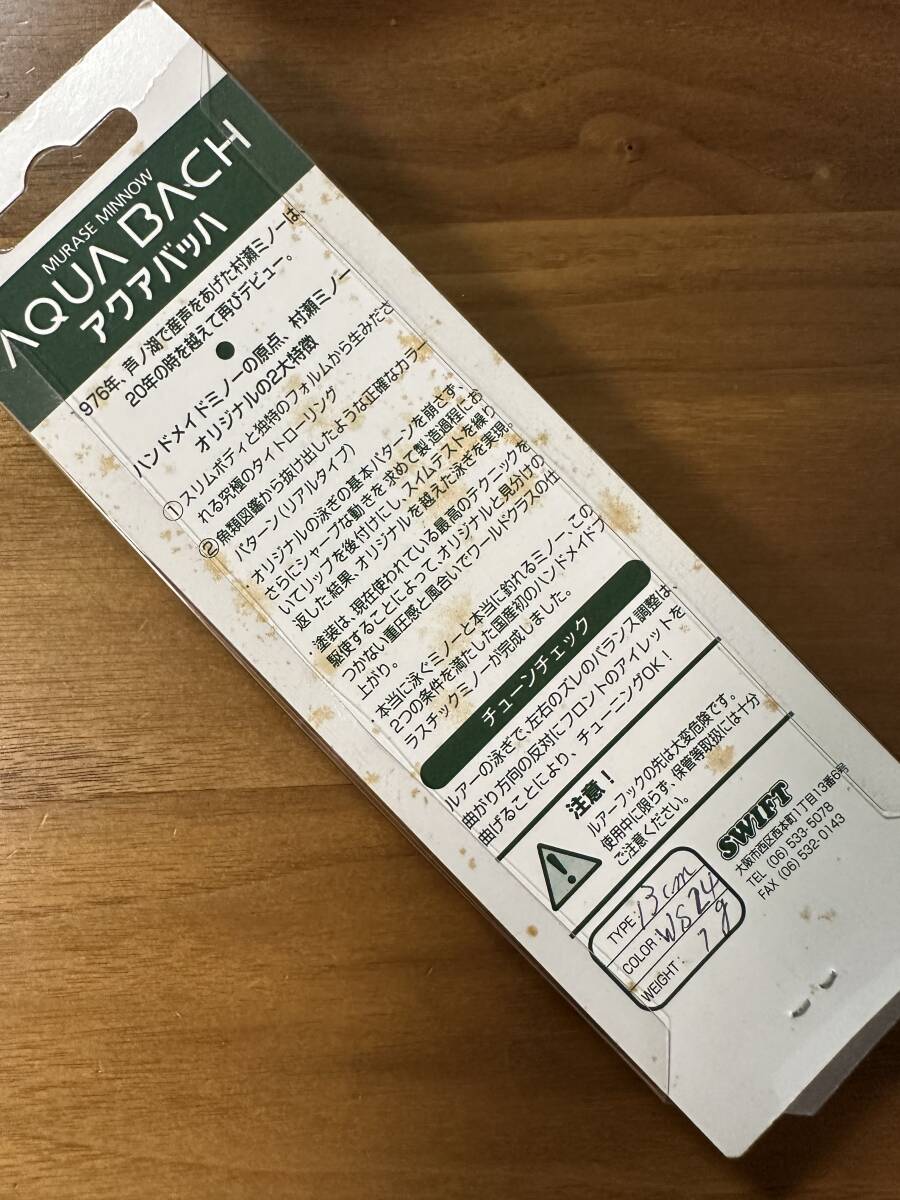 MURASE MINNOW
AQUA BACH
アクアバッハ
976年、芦ノ湖で産声をあげた村瀬ミノーは、
20年の時を越えて再びデビュー。
ハンドメイドミノーの原点、村瀬ミノー
オリジナルの2大特徴
① スリムボディと独特のフォルムから生みださ
れる究極のタイトローリング
② 魚類図鑑から抜け出したような正確なカラー
パターン(リアルタイプ)
オリジナルの泳ぎの基本パターンを崩さず、
さらにシャープな動きを求めて製造過程にお
いてリップを後付けにし、スイムテストを繰り
返した結果、オリジナルを越えた泳ぎを実現。
塗装は、現在使われている最高のテクニックを
駆使することによって、オリジナルと見分けの
つかない重圧感と風合いでワールドクラスの仕
上がり。
本当に泳ぐミノーと本当に釣れるミノー、この
2つの条件を満たした国産初のハンドメイドプ
ラスチックミノーが完成しました。
チューンチェック
ルアーの泳ぎで、左右のズレのバランス調整は、
曲がり方向の反対にフロントのアイレットを
曲げることにより、チューニングOK!
注意!
ルアーフックの先は大変危険です。
使用中に限らず、保管等取扱には十分
ご注意ください。
SWIFT
大阪市西区西本町1丁目13番6号
TEL (06) 533-5078
FAX (06) 532-0143
TYPE: 13cm
COLOR: WS24
WEIGHT: 7g